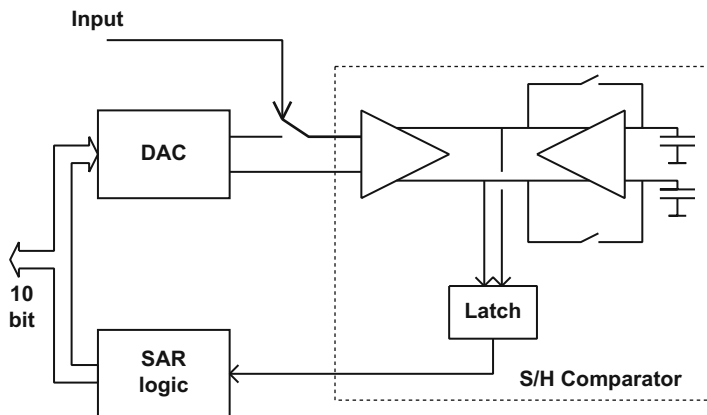 Input
DAC
10
bit
SAR
logic
Latch
S/H Comparator